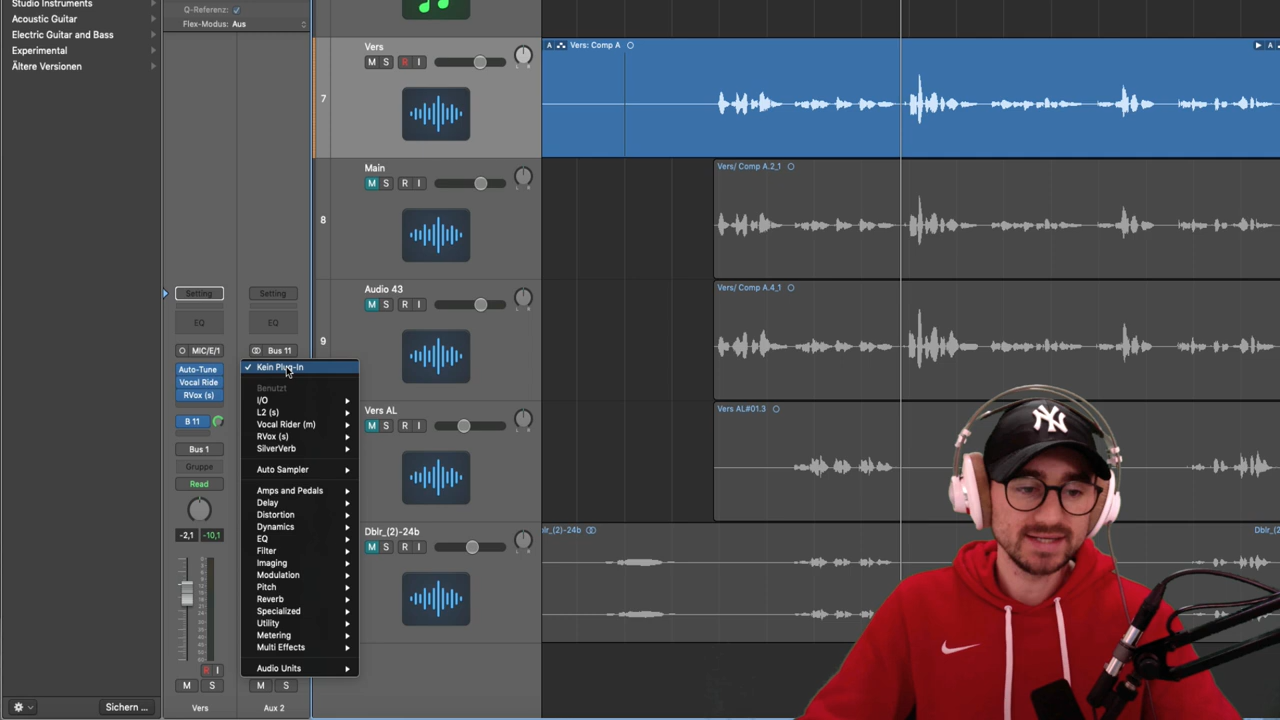 Studio Instruments
Acoustic Guitar
Electric Guitar and Bass
Experimental
Ältere Versionen
Sichern ...
Q-Referenz:
Flex-Modus: Aus
Setting
EQ
MIC/E/1
Auto-Tune
Vocal Ride
RVox (s)
B 11
Bus 1
Gruppe
Read
-2,1 -10,1
R I
M S
Vers
Setting
EQ
Bus 11
Kein Plug-In
Benutzt
I/O
L2 (s)
Vocal Rider (m)
RVox (s)
SilverVerb
Auto Sampler
Amps and Pedals
Delay
Distortion
Dynamics
EQ
Filter
Imaging
Modulation
Pitch
Reverb
Specialized
Utility
Metering
Multi Effects
Audio Units
M S
Aux 2
7
Vers
M S R I
L R
A Vers: Comp A
A
8
Main
M S R I
Vers/ Comp A.2_1
9
Audio 43
M S R I
Vers/ Comp A.4_1
Vers AL
M S R I
Vers AL#01.3
Dblr_(2)-24b
M S R I
lr_(2)-24b
Dblr_(2
NY